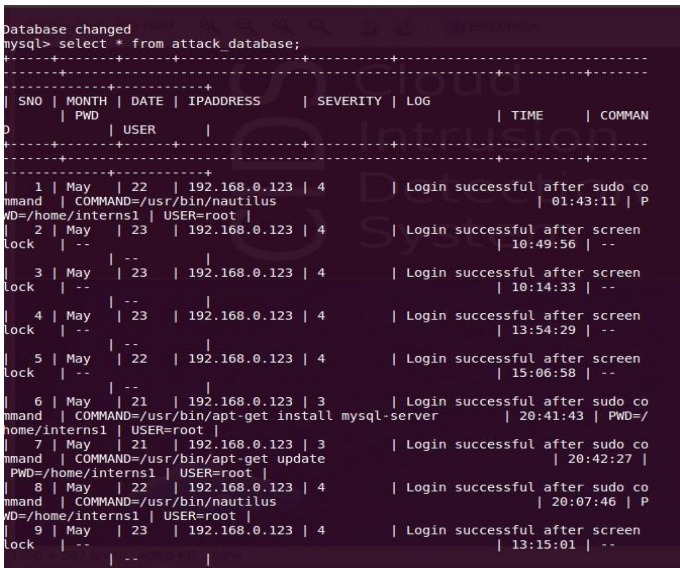 Database changed
mysql> select * from attack_database;
+-----+-------+------+---------------+----------+----------------------------
-------+-----------------------------------------------+----------+-------
---------------+-----------+
| SNO | MONTH | DATE | IPADDRESS | SEVERITY | LOG
| PWD | TIME | COMMAN
D | USER |
+-----+-------+------+---------------+----------+----------------------------
-------+-----------------------------------------------+----------+-------
---------------+-----------+
| 1 | May | 22 | 192.168.0.123 | 4 | Login successful after sudo co
mmand | COMMAND=/usr/bin/nautilus | 01:43:11 | P
WD=/home/interns1 | USER=root |
| 2 | May | 23 | 192.168.0.123 | 4 | Login successful after screen
lock | -- | 10:49:56 | --
| -- |
| 3 | May | 23 | 192.168.0.123 | 4 | Login successful after screen
lock | -- | 10:14:33 | --
| -- |
| 4 | May | 23 | 192.168.0.123 | 4 | Login successful after screen
lock | -- | 13:54:29 | --
| -- |
| 5 | May | 22 | 192.168.0.123 | 4 | Login successful after screen
lock | -- | 15:06:58 | --
| -- |
| 6 | May | 21 | 192.168.0.123 | 3 | Login successful after sudo co
mmand | COMMAND=/usr/bin/apt-get install mysql-server | 20:41:43 | PWD=/
home/interns1 | USER=root |
| 7 | May | 21 | 192.168.0.123 | 3 | Login successful after sudo co
mmand | COMMAND=/usr/bin/apt-get update | 20:42:27 |
PWD=/home/interns1 | USER=root |
| 8 | May | 22 | 192.168.0.123 | 4 | Login successful after sudo co
mmand | COMMAND=/usr/bin/nautilus | 20:07:46 | P
WD=/home/interns1 | USER=root |
| 9 | May | 23 | 192.168.0.123 | 4 | Login successful after screen
lock | -- | 13:15:01 | --
| -- |
CIDS
Cloud
Intrusion
Detection
System
Edit Image